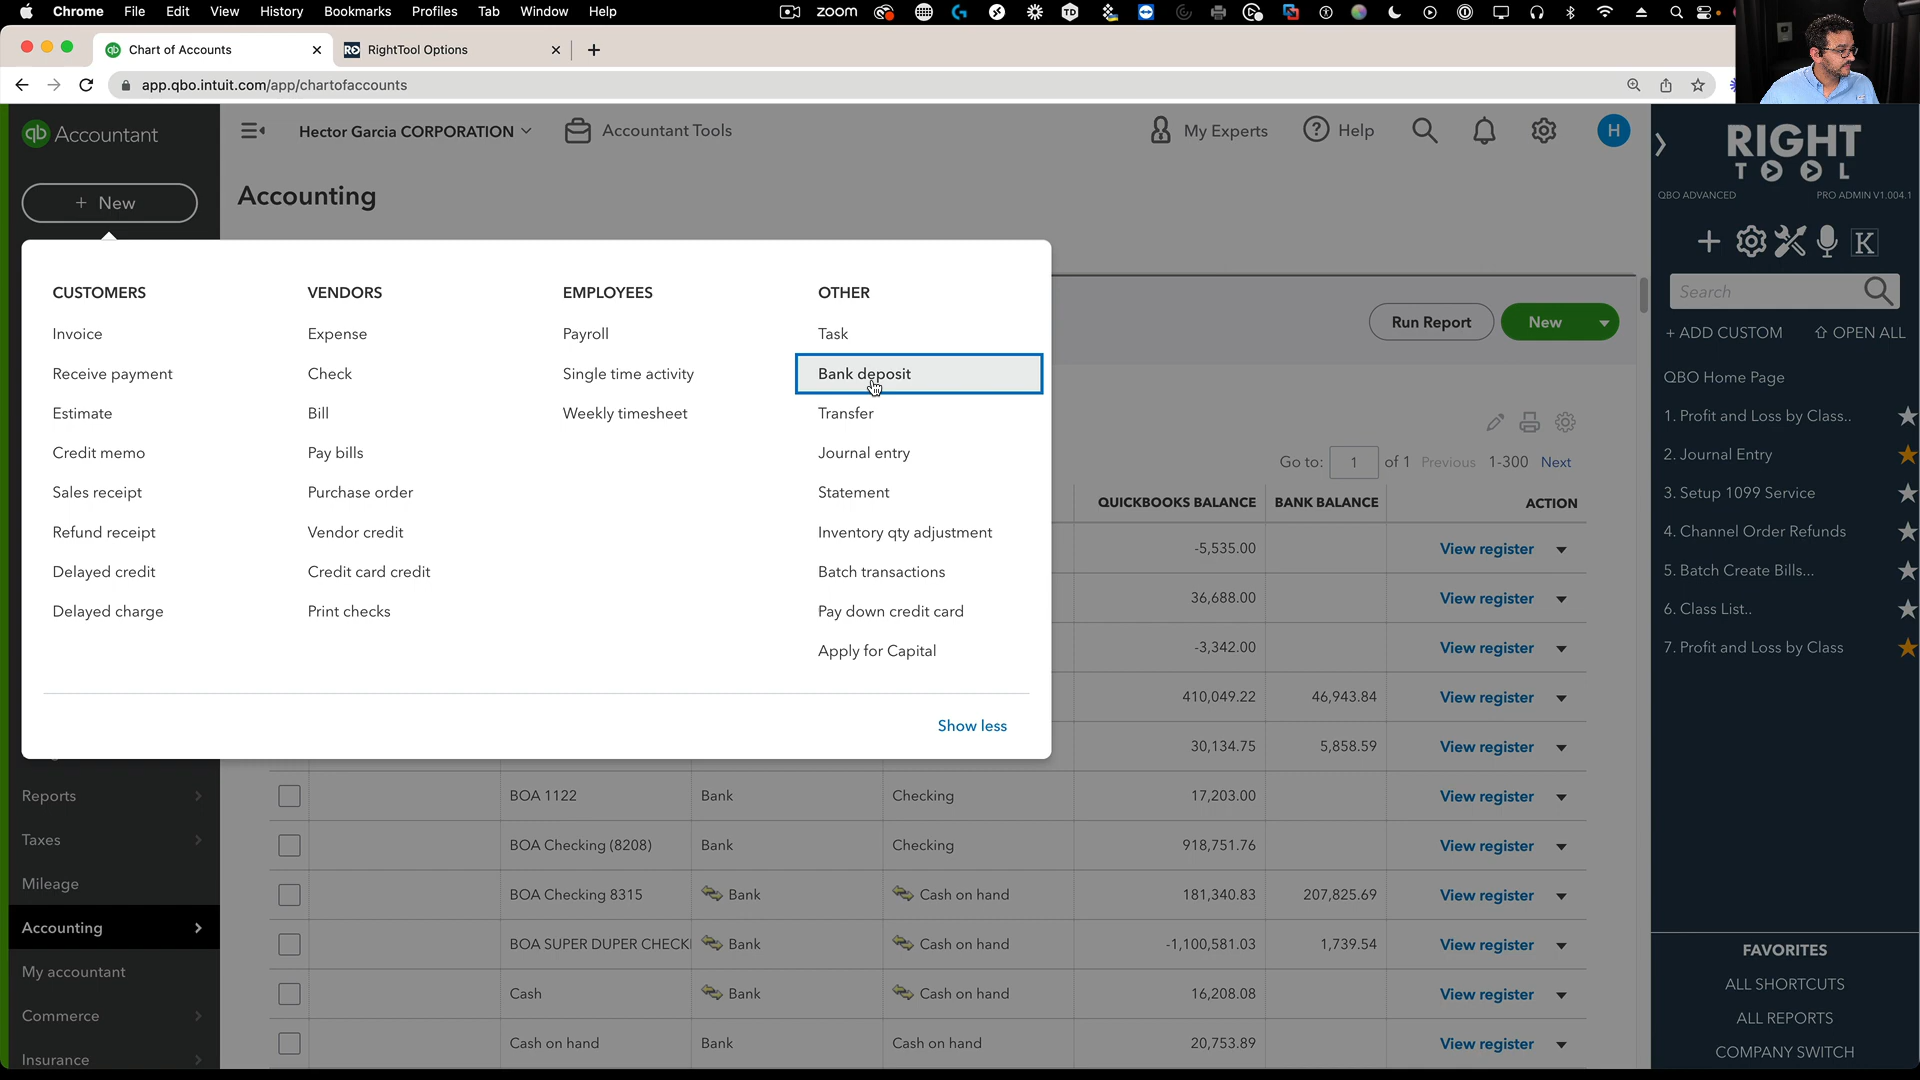 Chrome File Edit View History Bookmarks Profiles Tab Window Help
zoom TD
Chart of Accounts
RO RightTool Options
app.qbo.intuit.com/app/chartofaccounts
qb Accountant
Hector Garcia CORPORATION
Accountant Tools
My Experts
Help
H
+ New
Accounting
CUSTOMERS
Invoice
Receive payment
Estimate
Credit memo
Sales receipt
Refund receipt
Delayed credit
Delayed charge
VENDORS
Expense
Check
Bill
Pay bills
Purchase order
Vendor credit
Credit card credit
Print checks
EMPLOYEES
Payroll
Single time activity
Weekly timesheet
OTHER
Task
Bank deposit
Transfer
Journal entry
Statement
Inventory qty adjustment
Batch transactions
Pay down credit card
Apply for Capital
Show less
Run Report
New
Go to: 1 of 1 Previous 1-300 Next
QUICKBOOKS BALANCE BANK BALANCE ACTION
-5,535.00 View register
36,688.00 View register
-3,342.00 View register
410,049.22 46,943.84 View register
30,134.75 5,858.59 View register
BOA 1122 Bank Checking 17,203.00 View register
BOA Checking (8208) Bank Checking 918,751.76 View register
BOA Checking 8315 Bank Cash on hand 181,340.83 207,825.69 View register
BOA SUPER DUPER CHECK Bank Cash on hand -1,100,581.03 1,739.54 View register
Cash Bank Cash on hand 16,208.08 View register
Cash on hand Bank Cash on hand 20,753.89 View register
Reports
Taxes
Mileage
Accounting
My accountant
Commerce
Insurance
RIGHT
TOOL
QBO ADVANCED
PRO ADMIN V1.004.1
K
Search
+ ADD CUSTOM
OPEN ALL
QBO Home Page
1. Profit and Loss by Class..
2. Journal Entry
3. Setup 1099 Service
4. Channel Order Refunds
5. Batch Create Bills...
6. Class List..
7. Profit and Loss by Class
FAVORITES
ALL SHORTCUTS
ALL REPORTS
COMPANY SWITCH